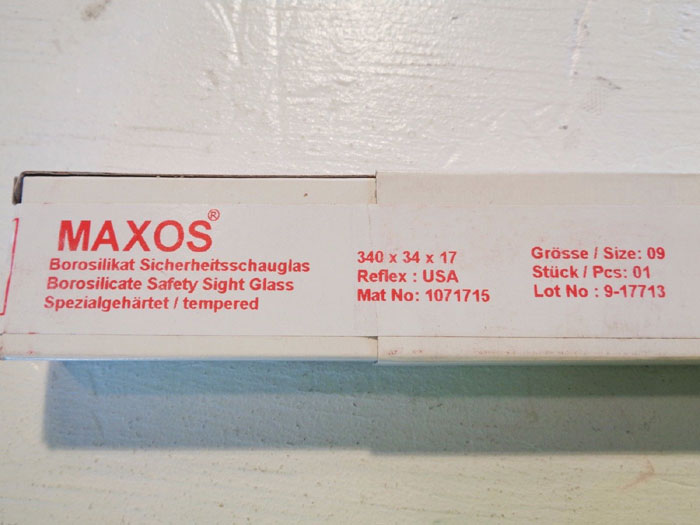 MAXOS®
Borosilikat Sicherheitsschauglas
Borosilicate Safety Sight Glass
Spezialgehärtet / tempered
340 x 34 x 17
Reflex : USA
Mat No: 1071715
Grösse / Size: 09
Stück / Pcs: 01
Lot No : 9-17713